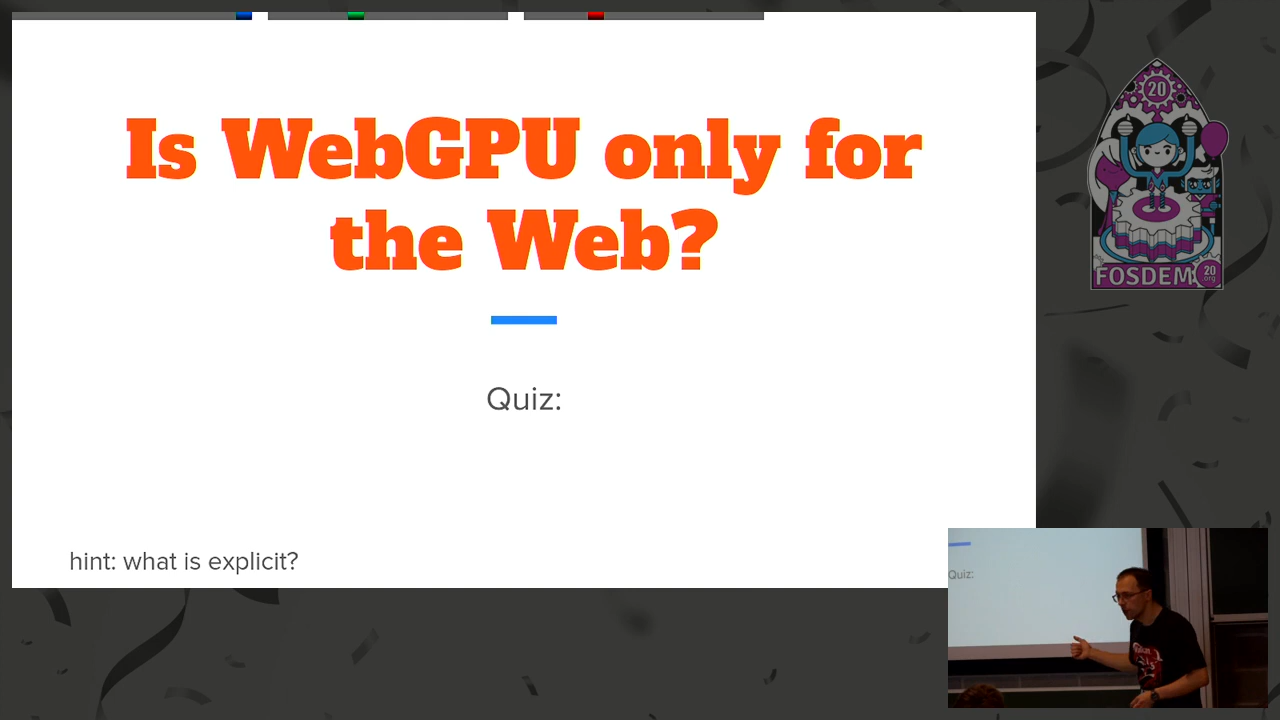 Is WebGPU only for
the Web?
Quiz:
hint: what is explicit?
20
FOSDEM
20
.org
Quiz: